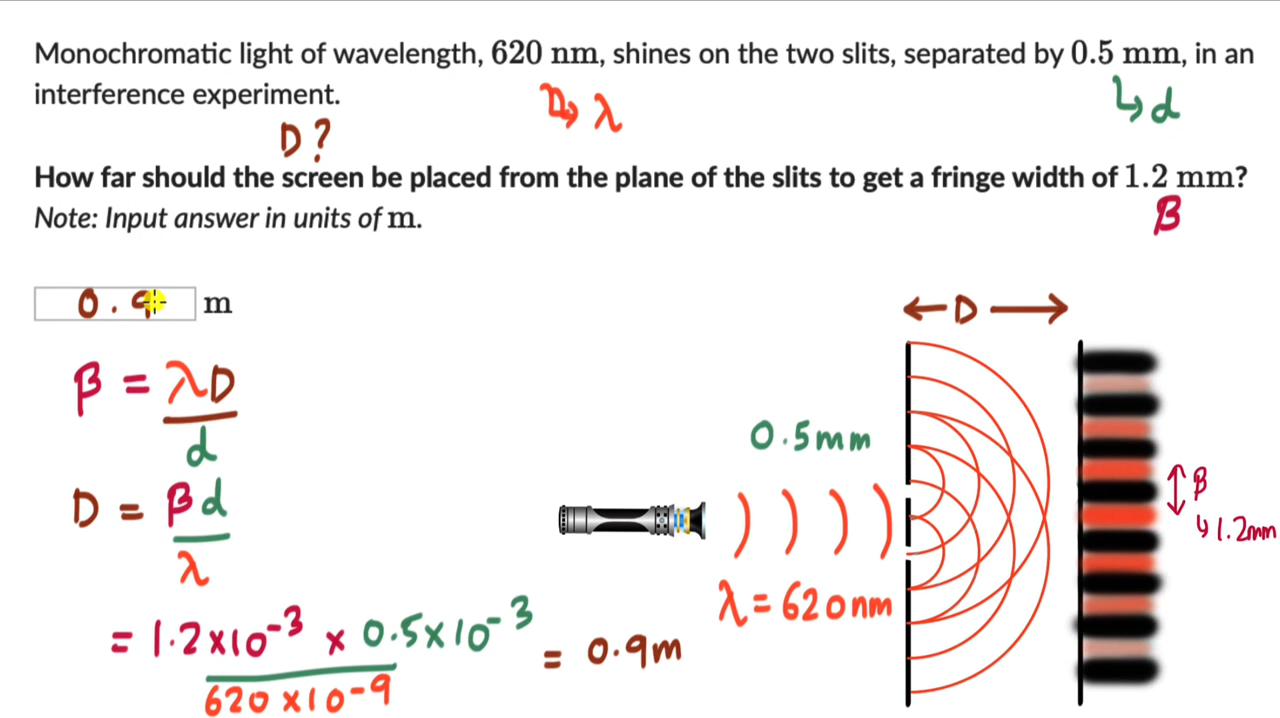 Monochromatic light of wavelength, 620 nm, shines on the two slits, separated by 0.5 mm, in an
interference experiment.
↳ λ
↳ d
D?
How far should the screen be placed from the plane of the slits to get a fringe width of 1.2 mm?
Note: Input answer in units of m.
β
0.9 m
← D →
β = λD
d
0.5mm
D = βd
λ
β
↳ 1.2mm
λ = 620nm
= 1.2×10⁻³ × 0.5×10⁻³
620 ×10⁻⁹
= 0.9m